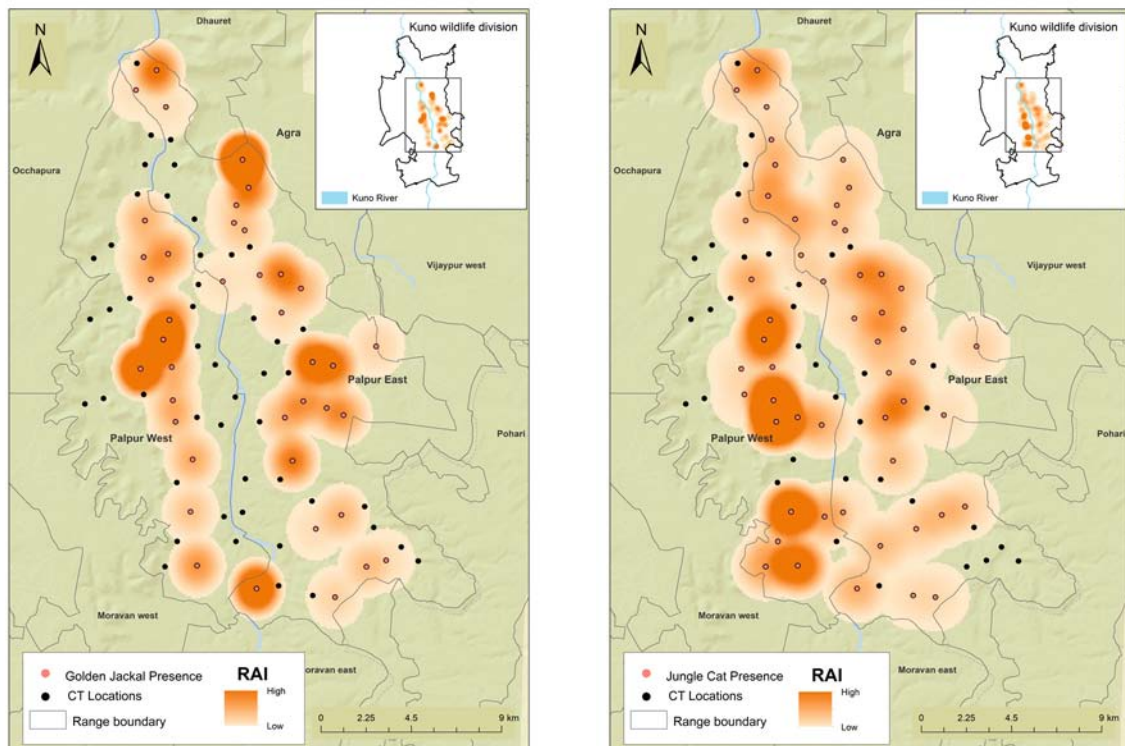 N
Dhauret
Kuno wildlife division
Kuno River
Agra
Occhapura
Vijaypur west
Palpur East
Palpur West
Pohari
Moravan west
oravan east
Golden Jackal Presence
CT Locations
Range boundary
RAI
High
Low
0 2.25 4.5 9 km
N
Dhauret
Kuno wildlife division
Kuno River
Agra
Occhapura
Vijaypur west
Palpur East
Palpur West
Pohari
Moravan west
Moravan east
Jungle Cat Presence
CT Locations
Range boundary
RAI
High
Low
0 2.25 4.5 9 km